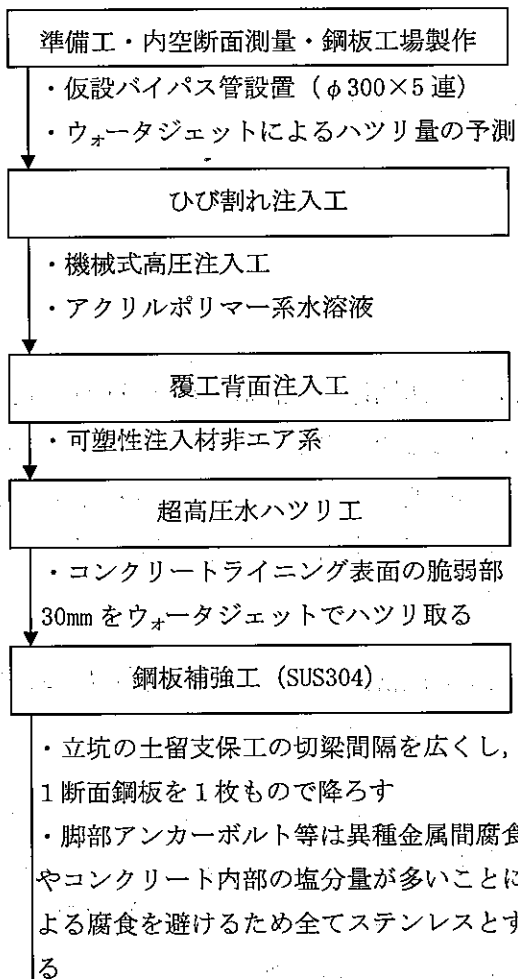 準備工・内空断面測量・鋼板工場製作
・仮設バイパス管設置（φ300×5 連）
・ウォータジェットによるハツリ量の予測
ひび割れ注入工
・機械式高圧注入工
・アクリルポリマー系水溶液
覆工背面注入工
・可塑性注入材非エア系
超高圧水ハツリ工
・コンクリートライニング表面の脆弱部
30mm をウォータジェットでハツリ取る
鋼板補強工（SUS304）
・立坑の土留支保工の切梁間隔を広くし，
1 断面鋼板を 1 枚もので降ろす
・脚部アンカーボルト等は異種金属間腐食
やコンクリート内部の塩分量が多いことに
よる腐食を避けるため全てステンレスとす
る